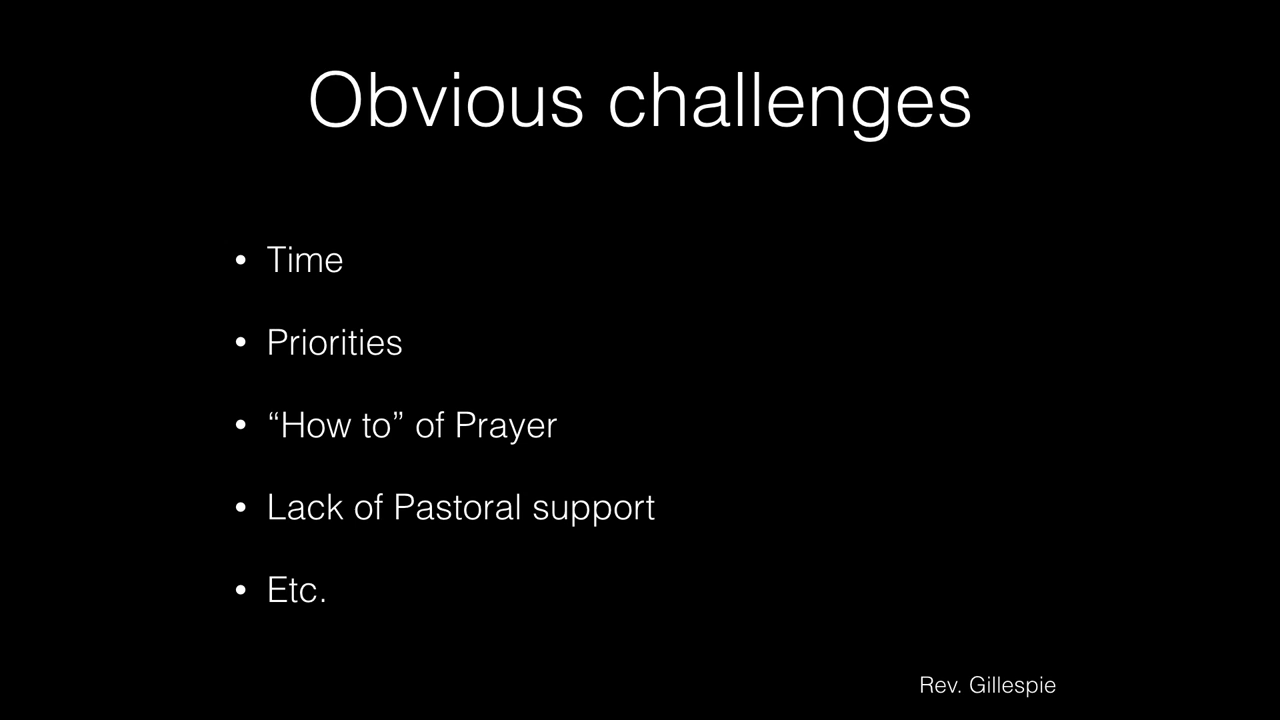 Obvious challenges
• Time
• Priorities
• “How to” of Prayer
• Lack of Pastoral support
• Etc.
Rev. Gillespie